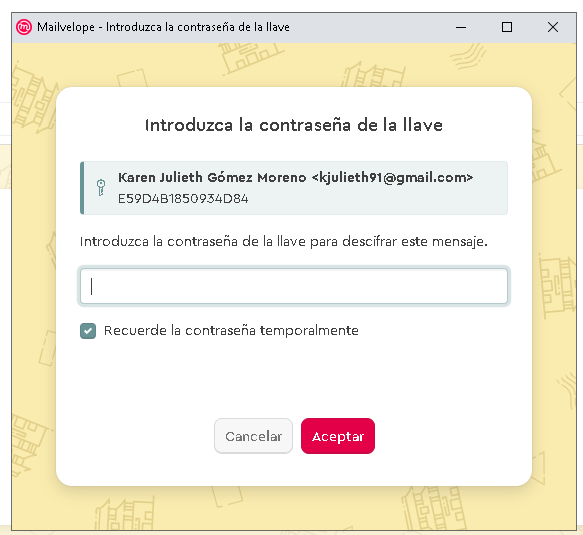 Mailvelope - Introduzca la contraseña de la llave
Introduzca la contraseña de la llave
Karen Julieth Gómez Moreno <kjulieth91@gmail.com>
E59D4B1850934D84
Introduzca la contraseña de la llave para descifrar este mensaje.
Recuerde la contraseña temporalmente
Cancelar
Aceptar